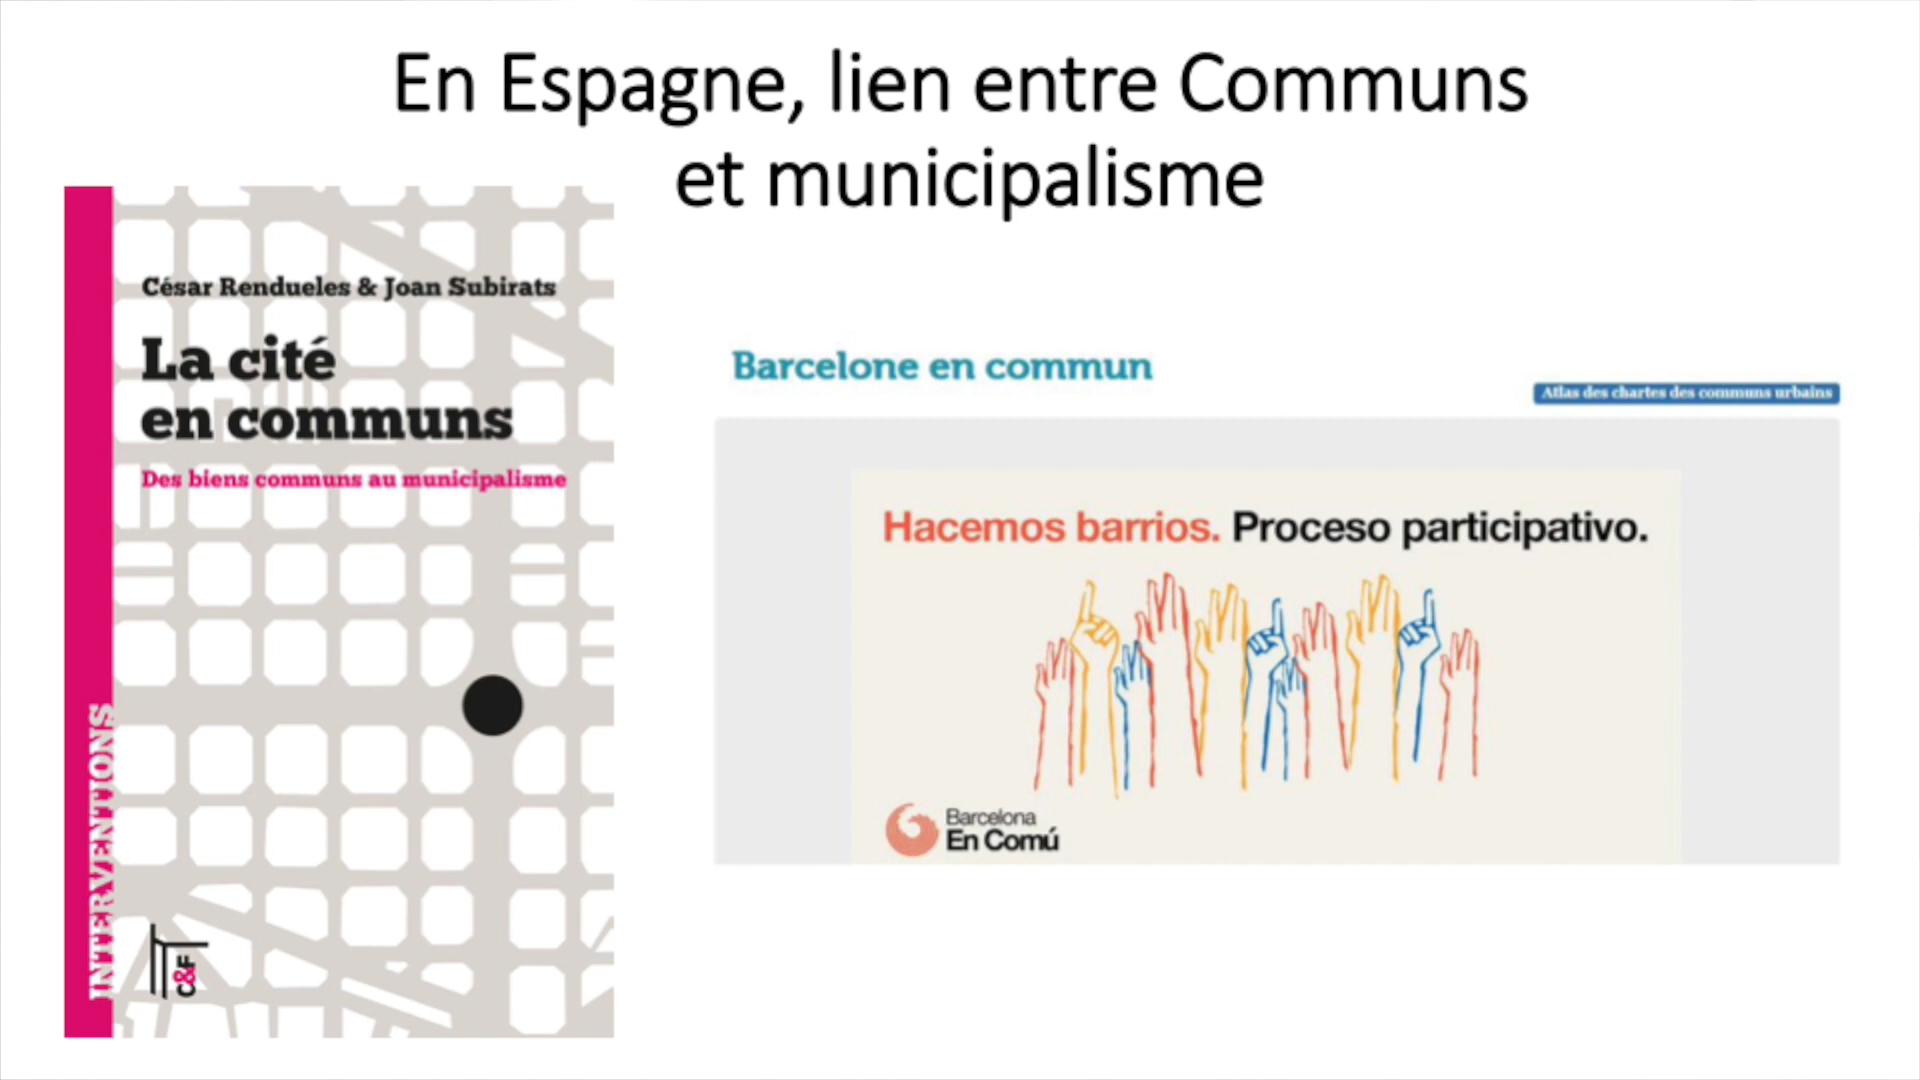 En Espagne, lien entre Communs
et municipalisme
César Rendueles & Joan Subirats
La cité
en communs
Des biens communs au municipalisme
INTERVENTIONS
C&F
Barcelone en commun
Atlas des chartes des communs urbains
Hacemos barrios. Proceso participativo.
Barcelona
En Comú